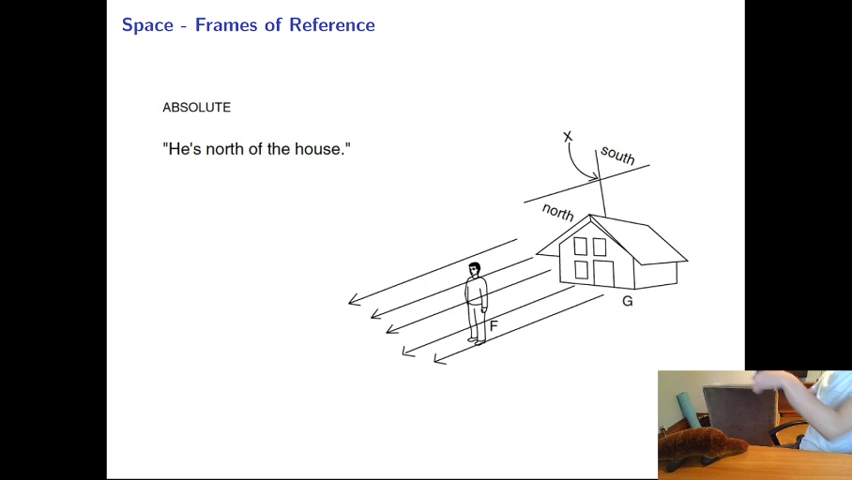 Space - Frames of Reference
ABSOLUTE
"He's north of the house."
X
south
north
F
G